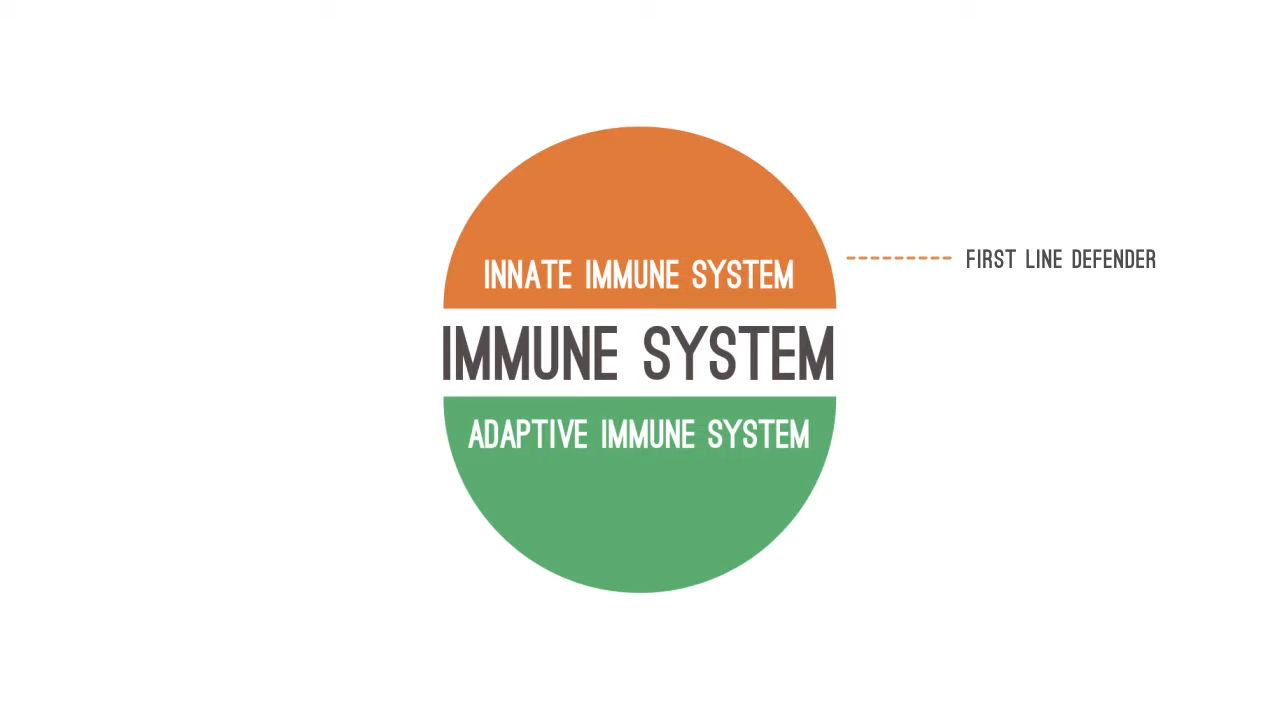 INNATE IMMUNE SYSTEM
FIRST LINE DEFENDER
IMMUNE SYSTEM
ADAPTIVE IMMUNE SYSTEM